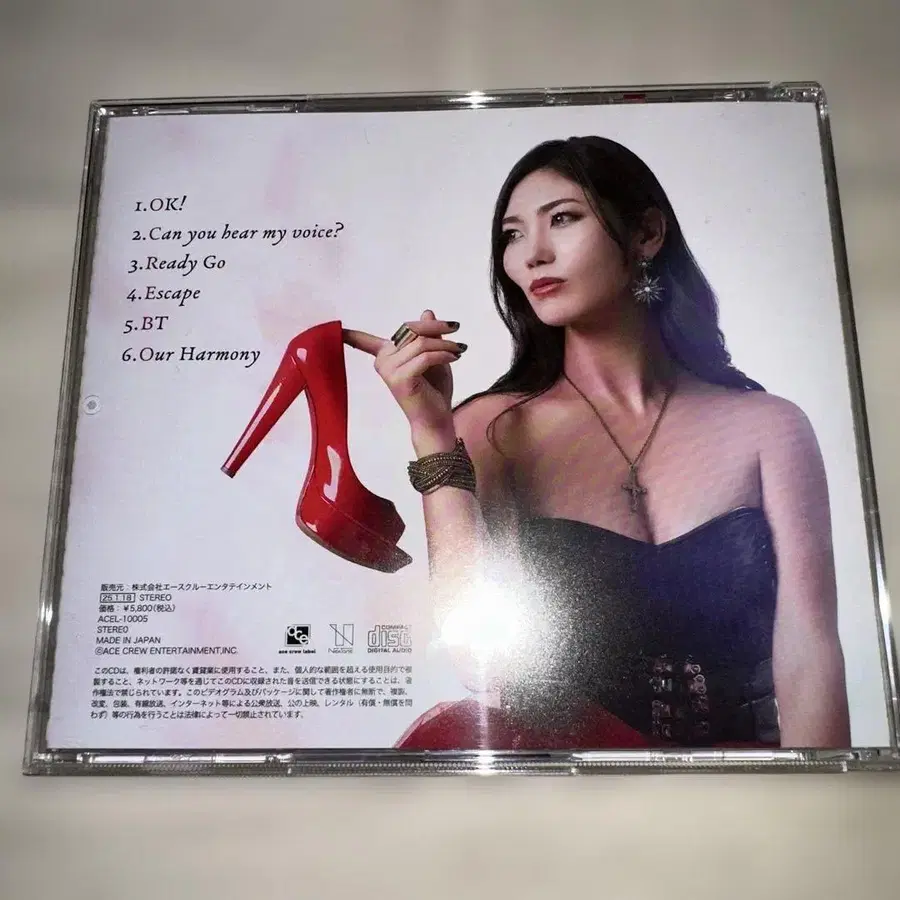 1.OK!
2.Can you hear my voice?
3.Ready Go
4.Escape
5.BT
6.Our Harmony
販売元：株式会社エースクルーエンタテインメント
25.1.18 STEREO
価格：￥5,800(税込)
ACEL-10005
STEREO
MADE IN JAPAN
©ACE CREW ENTERTAINMENT,INC.
ace
ace crew label
COMPACT
disc
DIGITAL AUDIO
このCDは、権利者の許諾なく賃貸業に使用すること、また、個人的な範囲を超える使用目的で複
製すること、ネットワーク等を通じてこのCDに収録された音を送信できる状態にすることは、著
作権法で禁じられています。このビデオグラム及びパッケージに関して著作権者に無断で、複製、
改変、包装、有線放送、インターネット等による公衆放送、公の上映、レンタル（有償・無償を問
わず）等の行為を行うことは法律によって一切禁止されています。